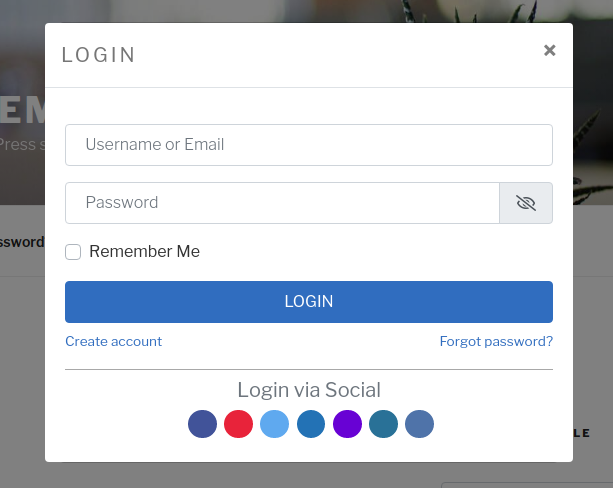 LOGIN
×
EM
Press s
Username or Email
Password
ssword
Remember Me
LOGIN
Create account
Forgot password?
Login via Social
LE